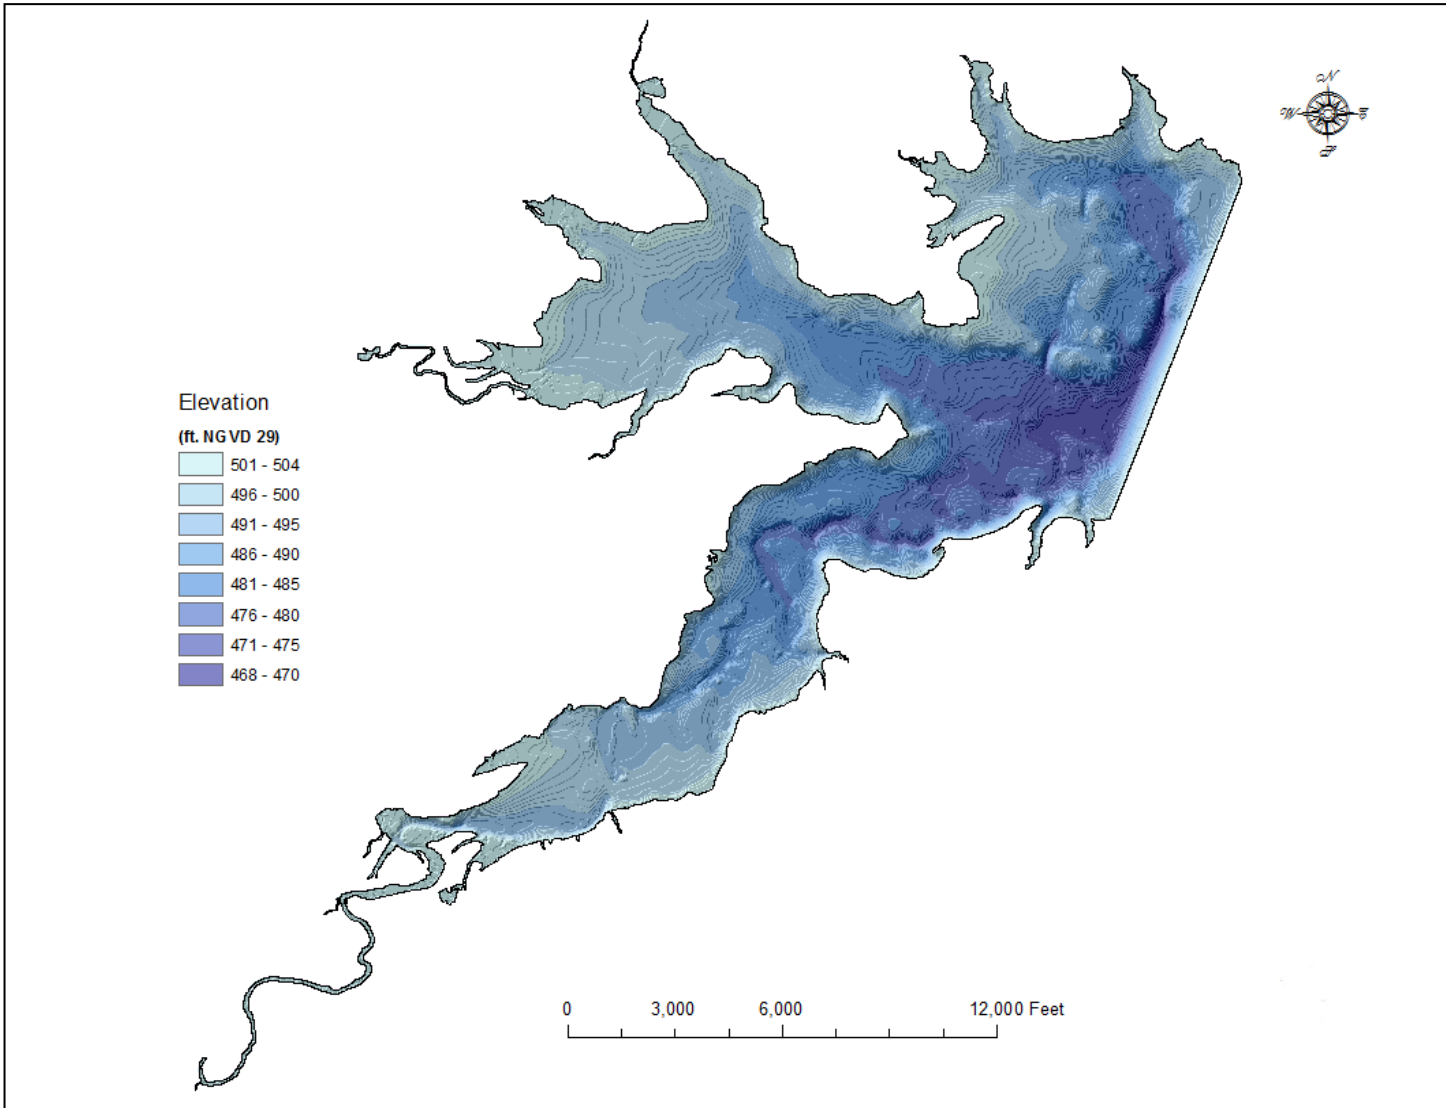 N
W E
S
Elevation
(ft. NGVD 29)
501 - 504
496 - 500
491 - 495
486 - 490
481 - 485
476 - 480
471 - 475
468 - 470
0 3,000 6,000 12,000 Feet